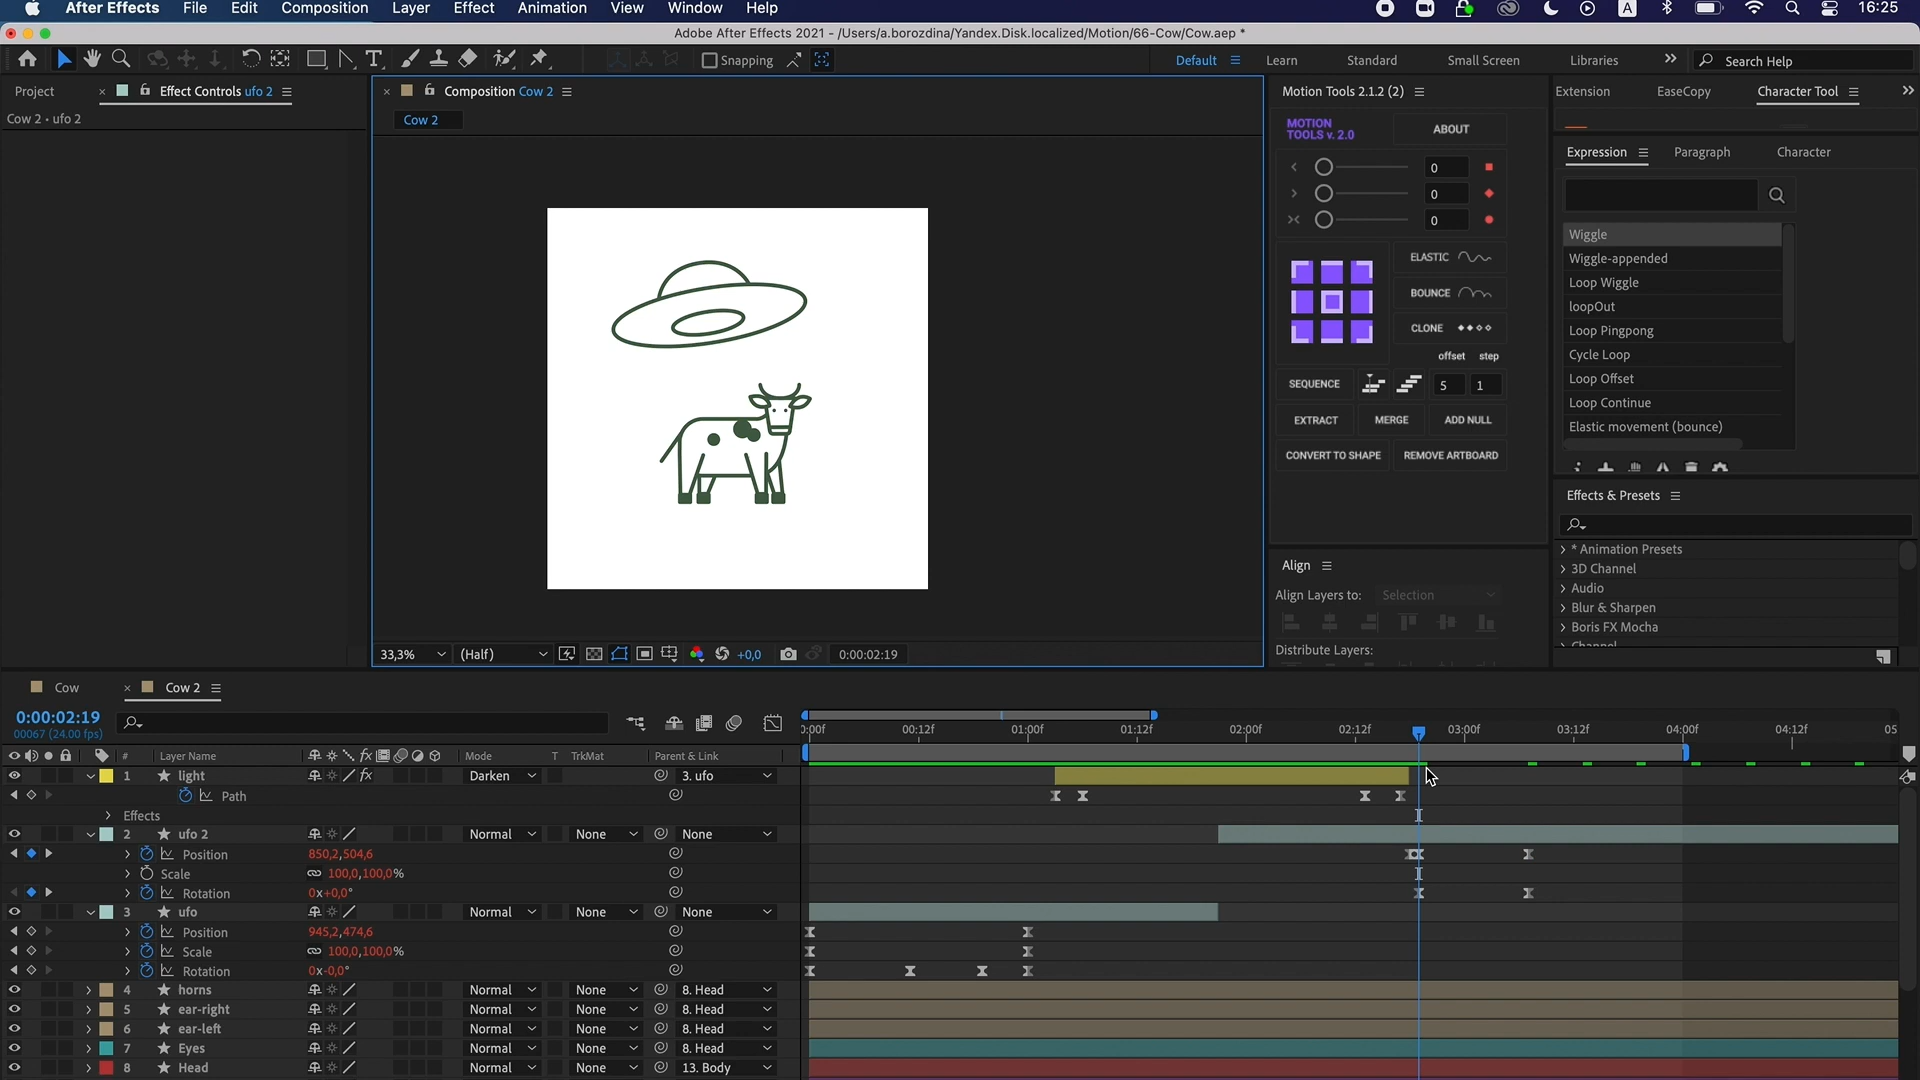 After Effects File Edit Composition Layer Effect Animation View Window Help A 16:25
Adobe After Effects 2021 - /Users/a.borozdina/Yandex.Disk.localized/Motion/66-Cow/Cow.aep *
T Snapping Default Learn Standard Small Screen Libraries Search Help
Project Effect Controls ufo 2
Cow 2 • ufo 2
Composition Cow 2
Cow 2
33,3% (Half) +0,0 0:00:02:19
Motion Tools 2.1.2 (2)
MOTION
TOOLS v. 2.0
ABOUT
0
0
0
ELASTIC
BOUNCE
CLONE
offset step
SEQUENCE 5 1
EXTRACT MERGE ADD NULL
CONVERT TO SHAPE REMOVE ARTBOARD
Align
Align Layers to: Selection
Distribute Layers:
Extension EaseCopy Character Tool
Expression Paragraph Character
Wiggle
Wiggle-appended
Loop Wiggle
loopOut
Loop Pingpong
Cycle Loop
Loop Offset
Loop Continue
Elastic movement (bounce)
Effects & Presets
* Animation Presets
3D Channel
Audio
Blur & Sharpen
Boris FX Mocha
Channel
Cow Cow 2
0:00:02:19
00067 (24.00 fps)
:00f 00:12f 01:00f 01:12f 02:00f 02:12f 03:00f 03:12f 04:00f 04:12f 05
# Layer Name fx Mode T TrkMat Parent & Link
1 light fx Darken 3. ufo
Path
Effects
2 ufo 2 Normal None None
Position 850,2,504,6
Scale 100,0,100,0%
Rotation 0x+0,0°
3 ufo Normal None None
Position 945,2,474,6
Scale 100,0,100,0%
Rotation 0x-0,0°
4 horns Normal None 8. Head
5 ear-right Normal None 8. Head
6 ear-left Normal None 8. Head
7 Eyes Normal None 8. Head
8 Head Normal None 13. Body